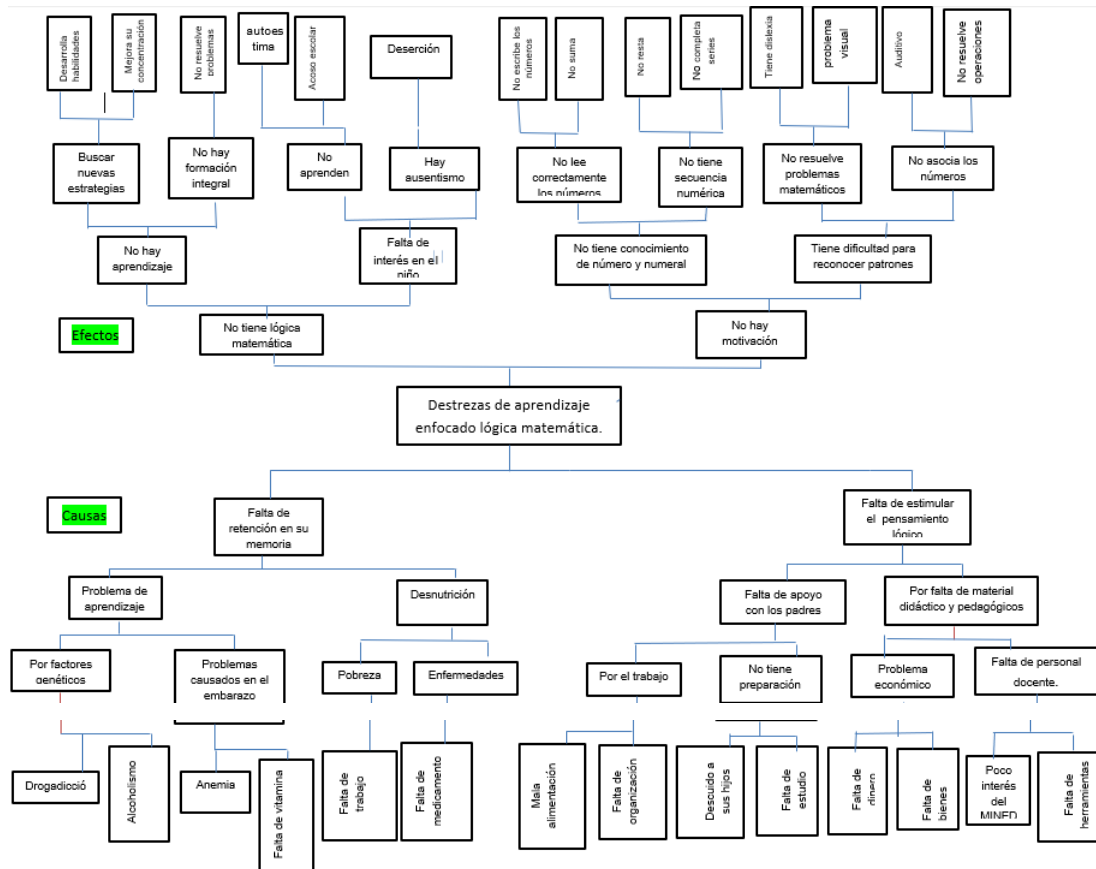 Desarrolla
habilidades
Mejora su
concentración
No resuelve
problemas
autoes
tima
Acoso escolar
Deserción
No escribe los
números
No suma
No resta
No completa
series
Tiene dislexia
problema
visual
Auditivo
No resuelve
operaciones
Buscar
nuevas
estrategias
No hay
formación
integral
No
aprenden
Hay
ausentismo
No lee
correctamente
los números
No tiene
secuencia
numérica
No resuelve
problemas
matemáticos
No asocia los
números
No hay
aprendizaje
Falta de
interés en el
niño
No tiene conocimiento
de número y numeral
Tiene dificultad para
reconocer patrones
Efectos
No tiene lógica
matemática
No hay
motivación
Destrezas de aprendizaje
enfocado lógica matemática.
Causas
Falta de
retención en su
memoria
Falta de estimular
el pensamiento
lógico
Problema de
aprendizaje
Desnutrición
Falta de apoyo
con los padres
Por falta de material
didáctico y pedagógicos
Por factores
genéticos
Problemas
causados en el
embarazo
Pobreza
Enfermedades
Por el trabajo
No tiene
preparación
Problema
económico
Falta de personal
docente.
Drogadicció
Alcoholismo
Anemia
Falta de vitamina
Falta de
trabajo
Falta de
medicamento
Mala
alimentación
Falta de
organización
Descuido a
sus hijos
Falta de
estudio
Falta de
dinero
Falta de
bienes
Poco
interés
del
MINED
Falta de
herramientas